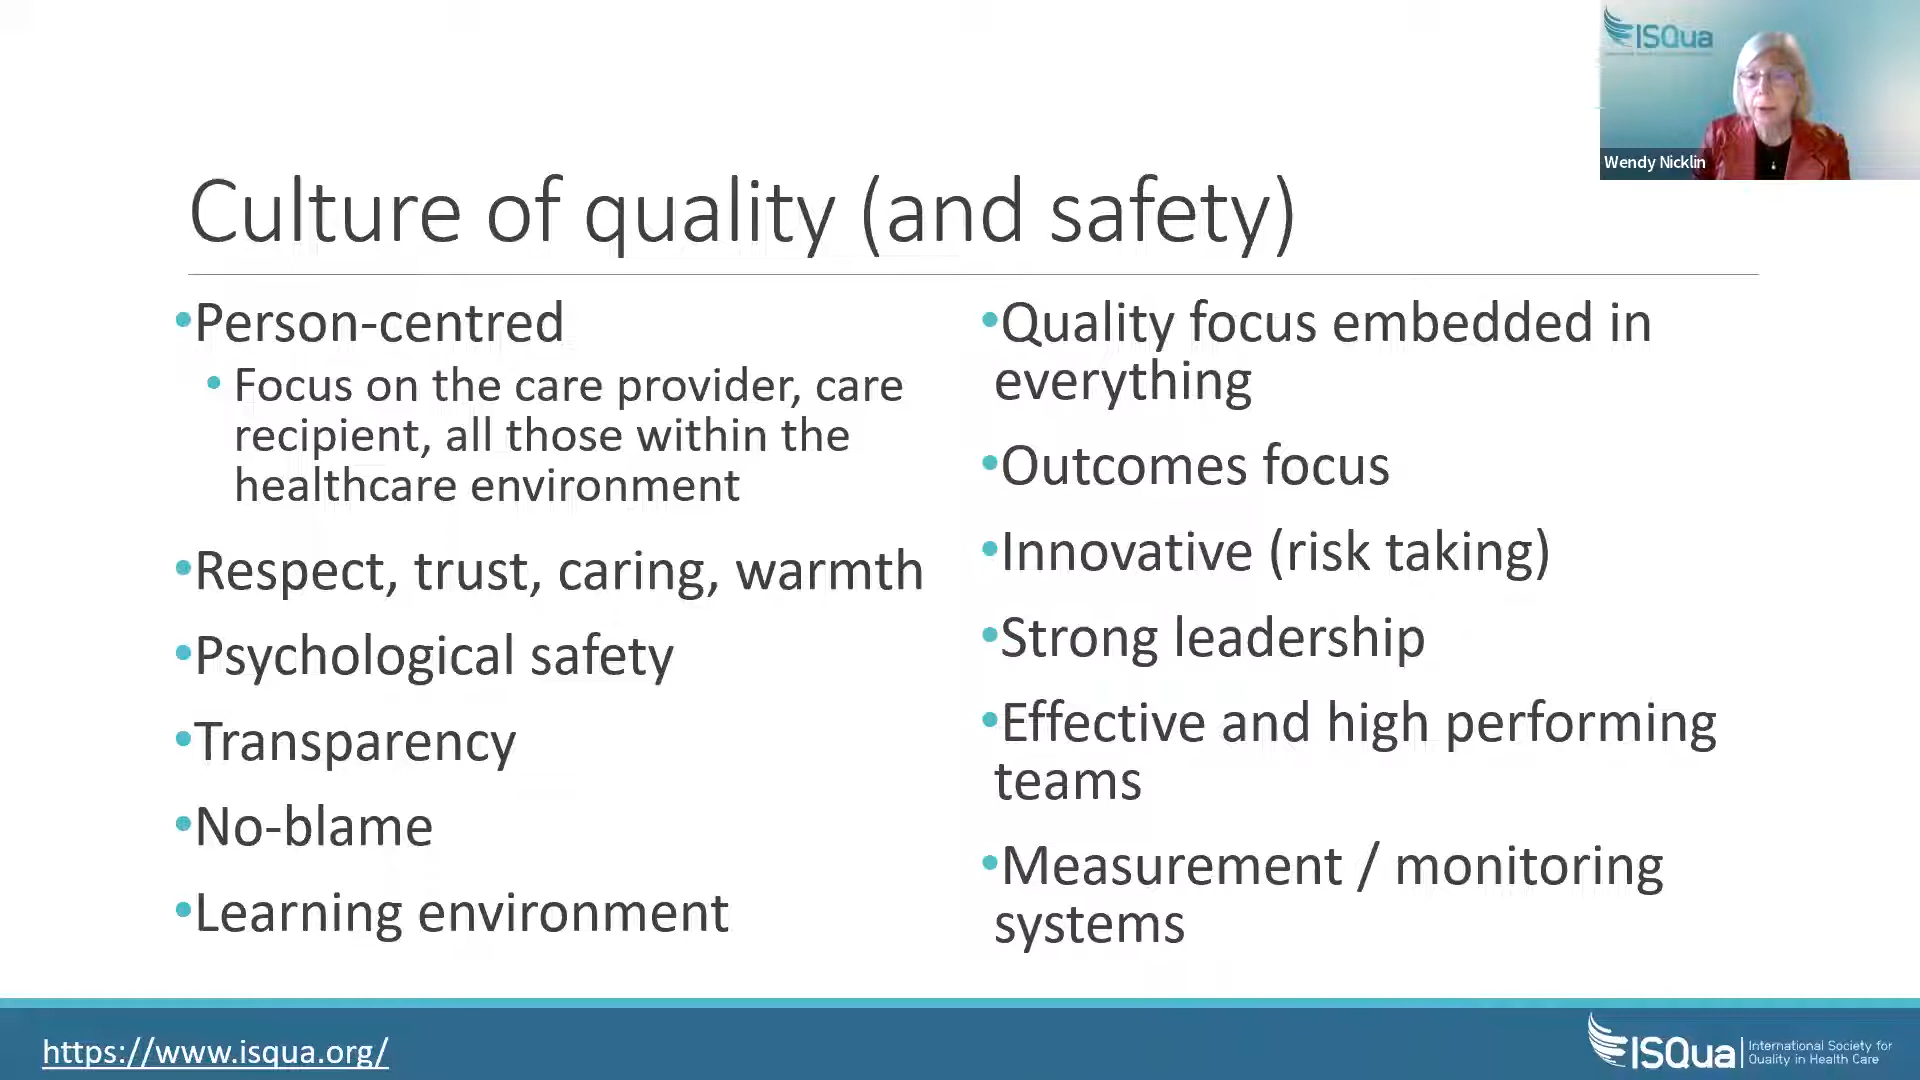 ISQua
Wendy Nicklin
Culture of quality (and safety)
•Person-centred
• Focus on the care provider, care
recipient, all those within the
healthcare environment
•Respect, trust, caring, warmth
•Psychological safety
•Transparency
•No-blame
•Learning environment
•Quality focus embedded in
everything
•Outcomes focus
•Innovative (risk taking)
•Strong leadership
•Effective and high performing
teams
•Measurement / monitoring
systems
https://www.isqua.org/
ISQua
International Society for
Quality in Health Care